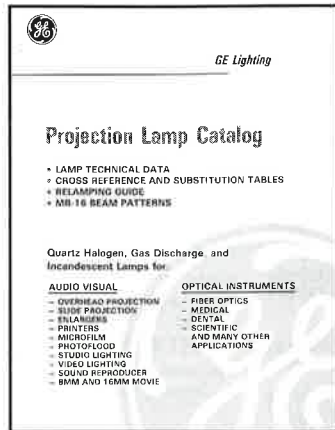 GE
GE Lighting
Projection Lamp Catalog
• LAMP TECHNICAL DATA
• CROSS REFERENCE AND SUBSTITUTION TABLES
• RELAMPING GUIDE
• MR-16 BEAM PATTERNS
Quartz Halogen, Gas Discharge and
Incandescent Lamps for:
AUDIO VISUAL
– OVERHEAD PROJECTION
– SLIDE PROJECTION
– ENLARGERS
– PRINTERS
– MICROFILM
– PHOTOFLOOD
– STUDIO LIGHTING
– VIDEO LIGHTING
– SOUND REPRODUCER
– 8MM AND 16MM MOVIE
OPTICAL INSTRUMENTS
– FIBER OPTICS
– MEDICAL
– DENTAL
– SCIENTIFIC
AND MANY OTHER
APPLICATIONS